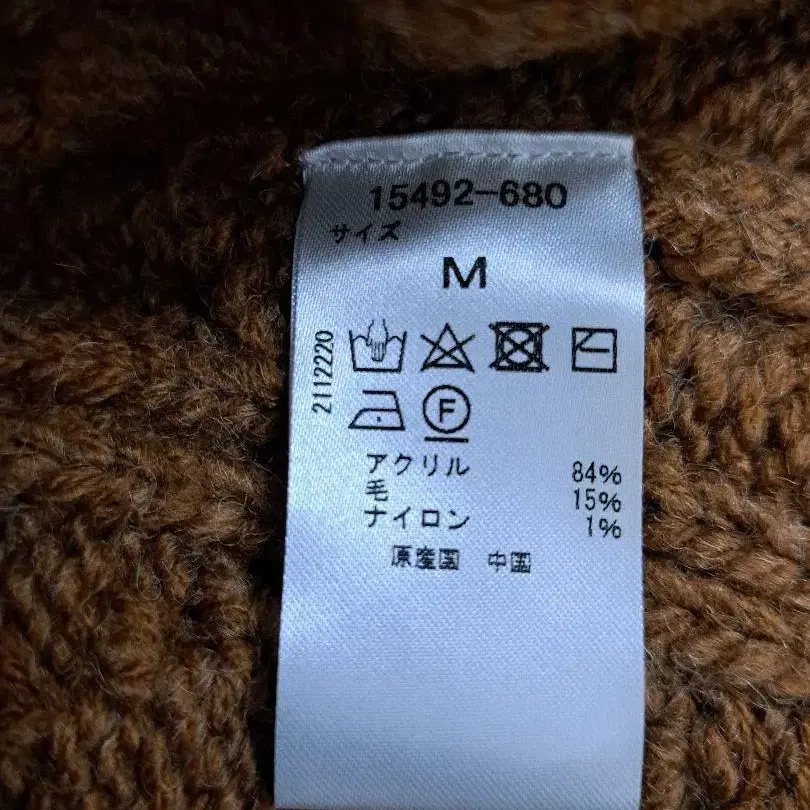 15492-680
サイズ
M
2112220
F
アクリル 84%
毛 15%
ナイロン 1%
原産国 中国